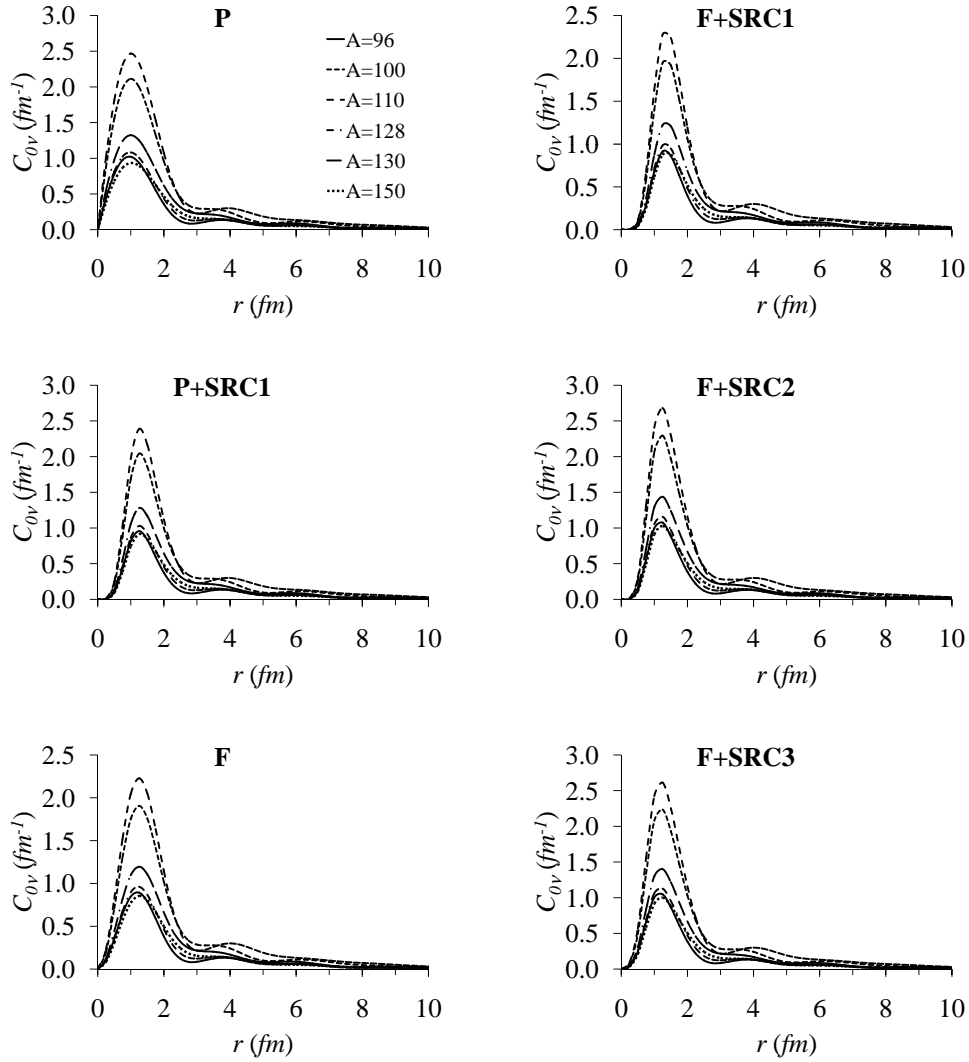 P
C0ν (fm-1)
3.0
2.5
2.0
1.5
1.0
0.5
0.0
A=96
A=100
A=110
A=128
A=130
A=150
0 2 4 6 8 10
r (fm)
F+SRC1
C0ν (fm-1)
2.5
2.0
1.5
1.0
0.5
0.0
0 2 4 6 8 10
r (fm)
P+SRC1
C0ν (fm-1)
3.0
2.5
2.0
1.5
1.0
0.5
0.0
0 2 4 6 8 10
r (fm)
F+SRC2
C0ν (fm-1)
3.0
2.5
2.0
1.5
1.0
0.5
0.0
0 2 4 6 8 10
r (fm)
F
C0ν (fm-1)
2.5
2.0
1.5
1.0
0.5
0.0
0 2 4 6 8 10
r (fm)
F+SRC3
C0ν (fm-1)
3.0
2.5
2.0
1.5
1.0
0.5
0.0
0 2 4 6 8 10
r (fm)